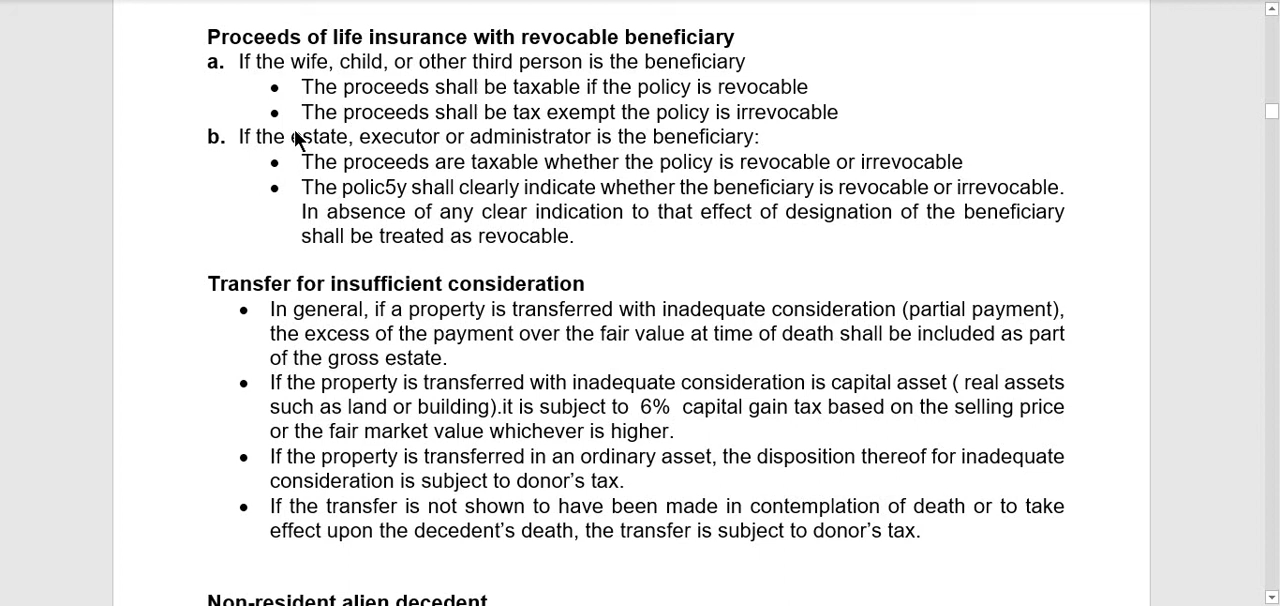 Proceeds of life insurance with revocable beneficiary
a. If the wife, child, or other third person is the beneficiary
• The proceeds shall be taxable if the policy is revocable
• The proceeds shall be tax exempt the policy is irrevocable
b. If the estate, executor or administrator is the beneficiary:
• The proceeds are taxable whether the policy is revocable or irrevocable
• The polic5y shall clearly indicate whether the beneficiary is revocable or irrevocable.
In absence of any clear indication to that effect of designation of the beneficiary
shall be treated as revocable.
Transfer for insufficient consideration
• In general, if a property is transferred with inadequate consideration (partial payment),
the excess of the payment over the fair value at time of death shall be included as part
of the gross estate.
• If the property is transferred with inadequate consideration is capital asset ( real assets
such as land or building).it is subject to 6% capital gain tax based on the selling price
or the fair market value whichever is higher.
• If the property is transferred in an ordinary asset, the disposition thereof for inadequate
consideration is subject to donor’s tax.
• If the transfer is not shown to have been made in contemplation of death or to take
effect upon the decedent’s death, the transfer is subject to donor’s tax.
Non-resident alien decedent